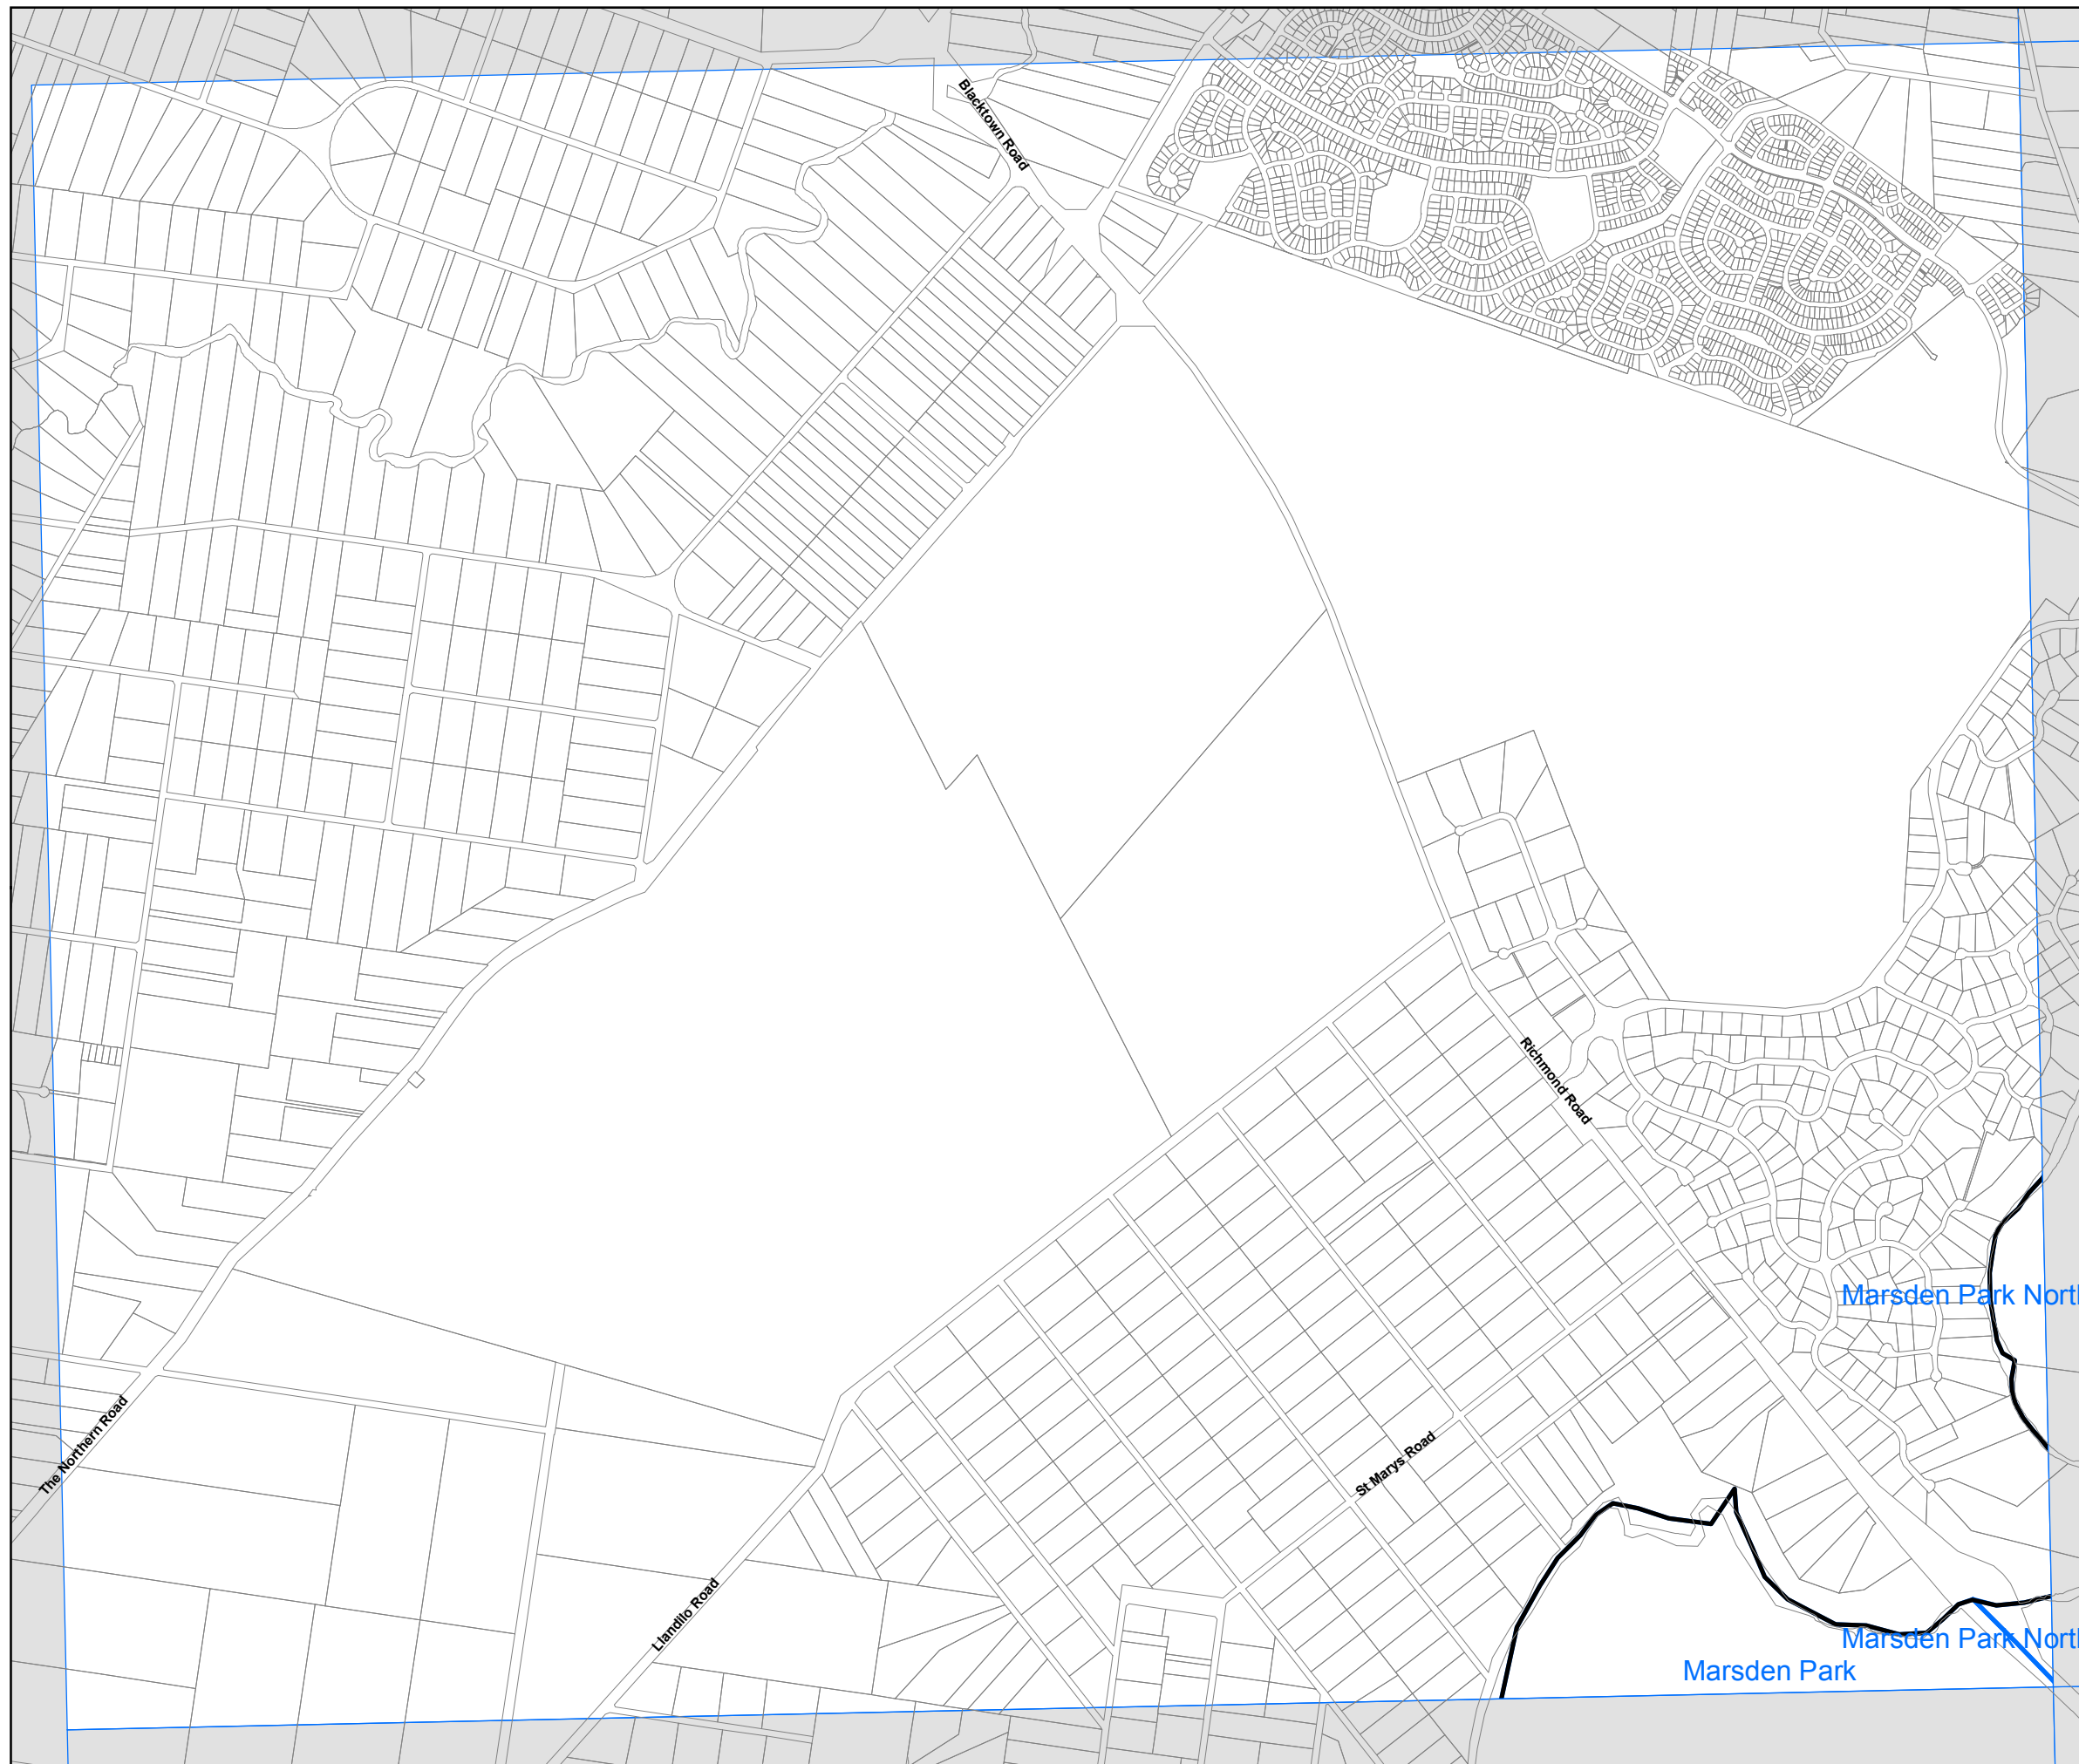 Blacktown Road
Richmond Road
Marsden Park North
The Northern Road
St Marys Road
Llandilo Road
Marsden Park North
Marsden Park